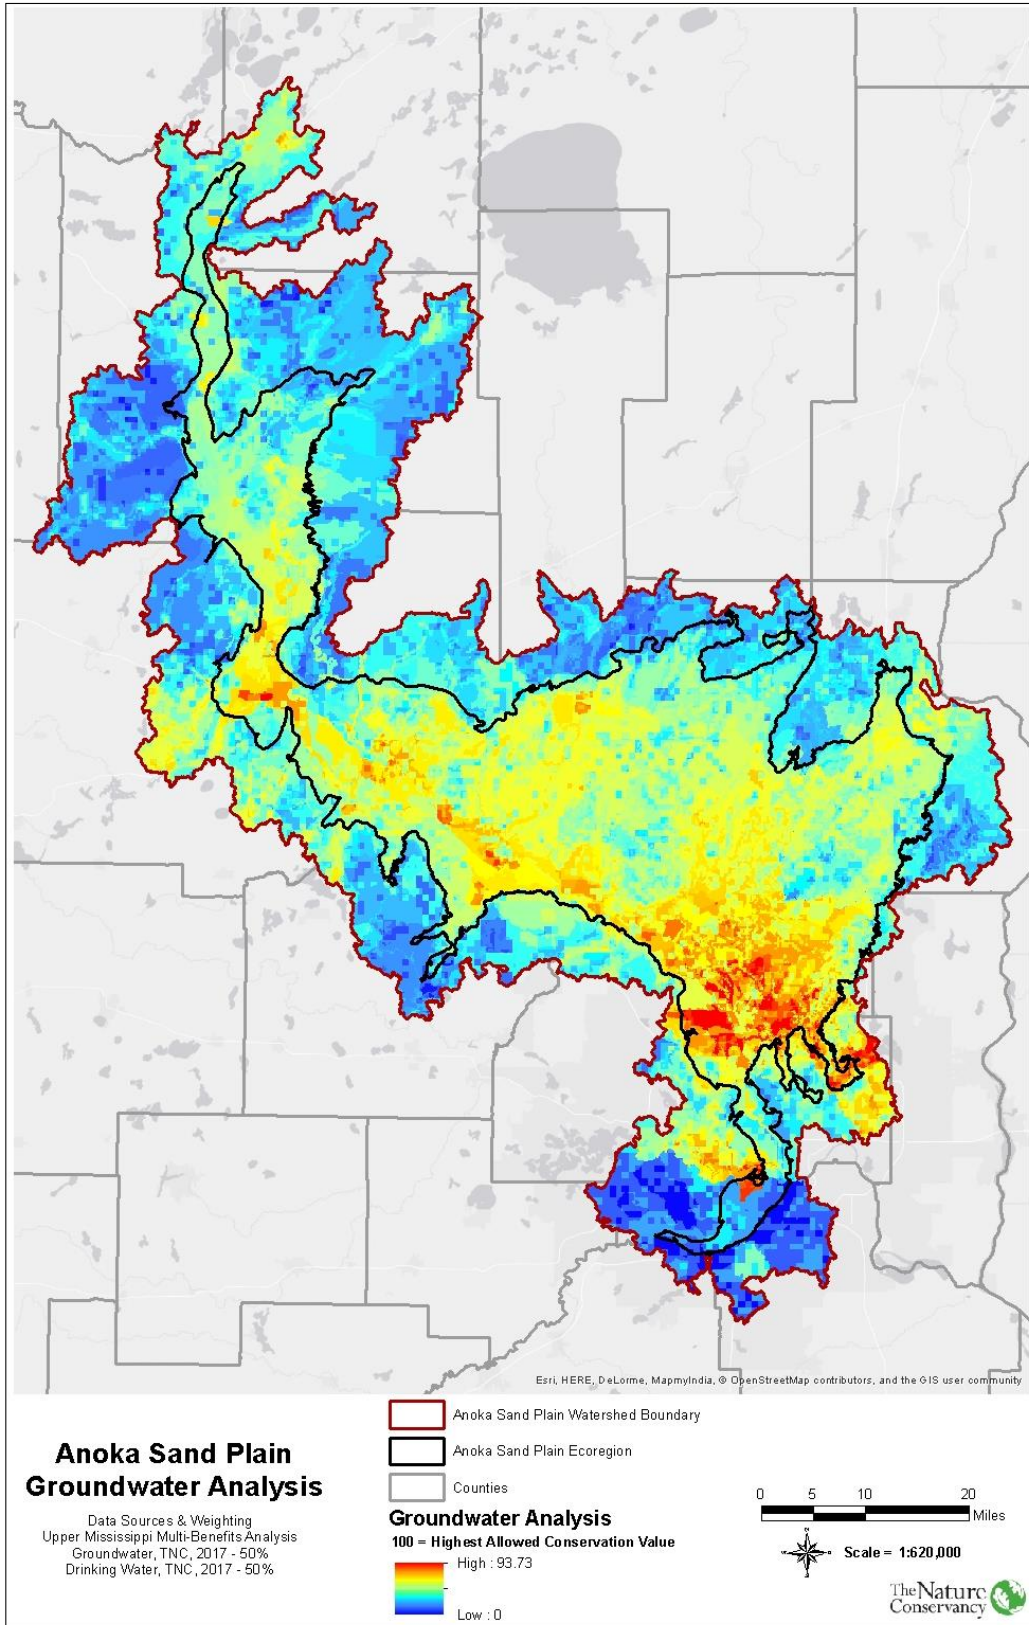 Esri, HERE, DeLorme, MapmyIndia, © OpenStreetMap contributors, and the GIS user community
Anoka Sand Plain
Groundwater Analysis
Data Sources & Weighting
Upper Mississippi Multi-Benefits Analysis
Groundwater, TNC, 2017 - 50%
Drinking Water, TNC, 2017 - 50%
Anoka Sand Plain Watershed Boundary
Anoka Sand Plain Ecoregion
Counties
Groundwater Analysis
100 = Highest Allowed Conservation Value
High : 93.73
Low : 0
0 5 10 20
Miles
Scale = 1:620,000
The Nature
Conservancy